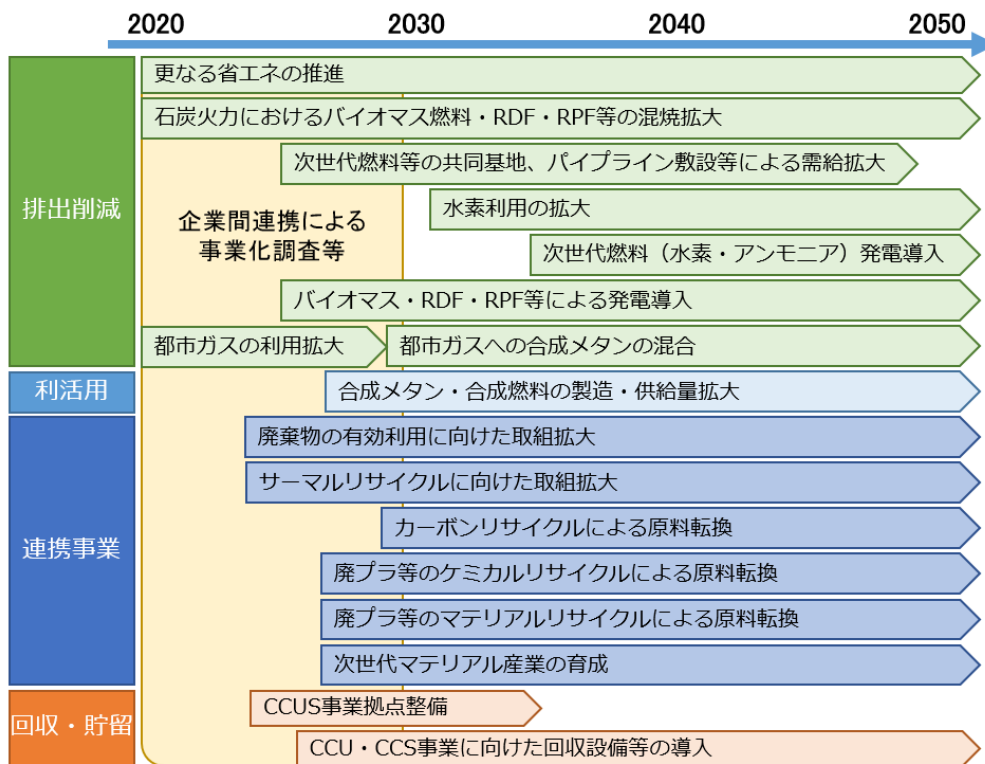 2020 2030 2040 2050
排出削減
更なる省エネの推進
石炭火力におけるバイオマス燃料・RDF・RPF等の混焼拡大
次世代燃料等の共同基地、パイプライン敷設等による需給拡大
企業間連携による
事業化調査等
水素利用の拡大
次世代燃料（水素・アンモニア）発電導入
バイオマス・RDF・RPF等による発電導入
都市ガスの利用拡大
都市ガスへの合成メタンの混合
利活用
合成メタン・合成燃料の製造・供給量拡大
連携事業
廃棄物の有効利用に向けた取組拡大
サーマルリサイクルに向けた取組拡大
カーボンリサイクルによる原料転換
廃プラ等のケミカルリサイクルによる原料転換
廃プラ等のマテリアルリサイクルによる原料転換
次世代マテリアル産業の育成
回収・貯留
CCUS事業拠点整備
CCU・CCS事業に向けた回収設備等の導入